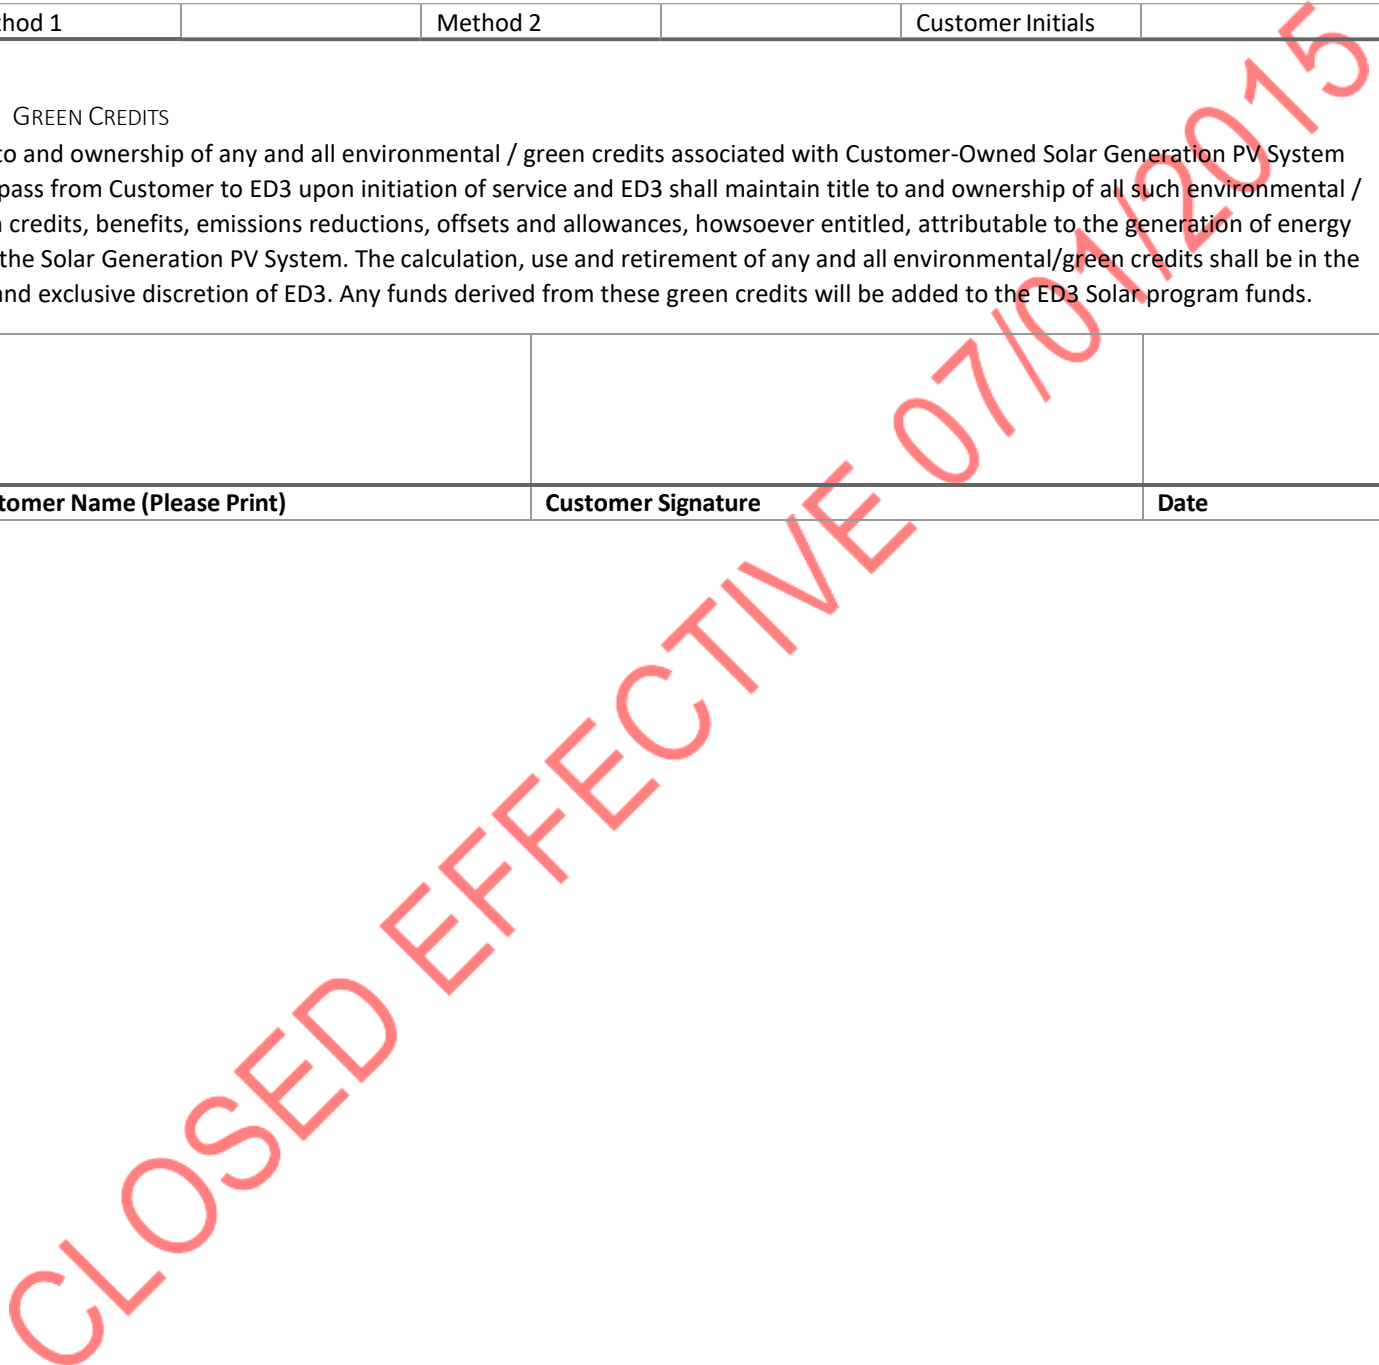 thod 1 Method 2 Customer Initials
GREEN CREDITS
to and ownership of any and all environmental / green credits associated with Customer-Owned Solar Generation PV System
pass from Customer to ED3 upon initiation of service and ED3 shall maintain title to and ownership of all such environmental /
n credits, benefits, emissions reductions, offsets and allowances, howsoever entitled, attributable to the generation of energy
the Solar Generation PV System. The calculation, use and retirement of any and all environmental/green credits shall be in the
and exclusive discretion of ED3. Any funds derived from these green credits will be added to the ED3 Solar program funds.
tomer Name (Please Print) Customer Signature Date
CLOSED EFFECTIVE 07/01/2015